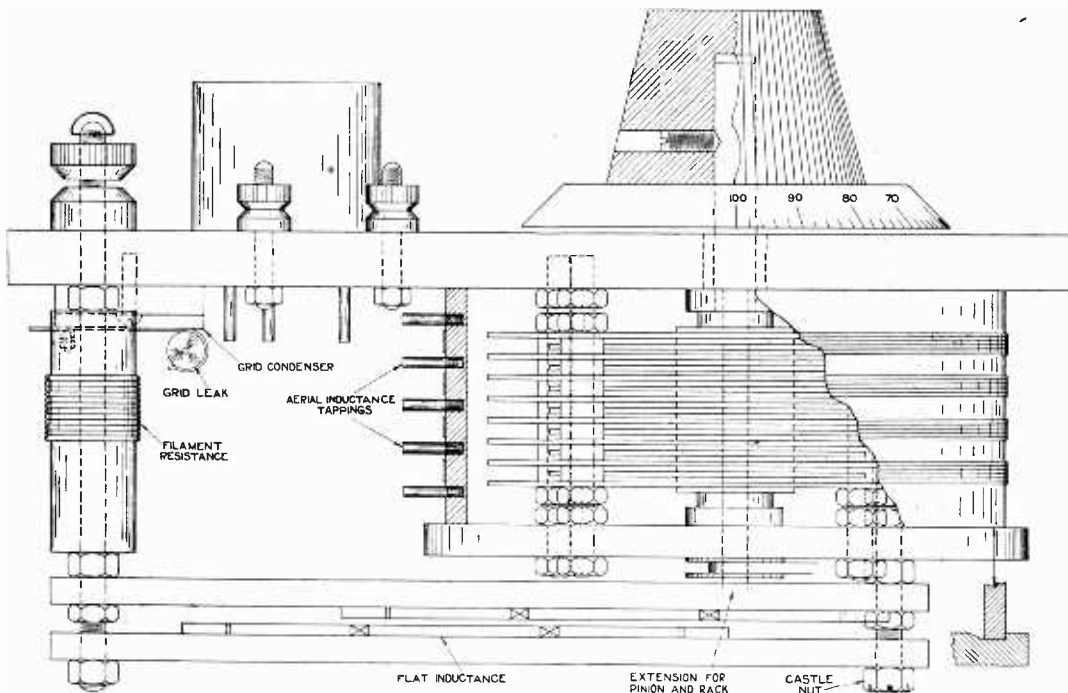 100 90 80 70
GRID CONDENSER
GRID LEAK
AERIAL INDUCTANCE
TAPPINGS
FILAMENT
RESISTANCE
FLAT INDUCTANCE
EXTENSION FOR
PINION AND RACK
CASTLE
NUT